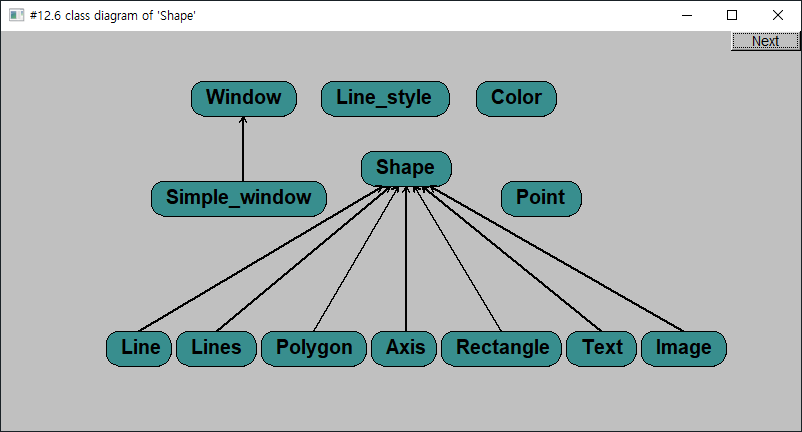 #12.6 class diagram of 'Shape'
Next
Window Line_style Color
Shape
Simple_window Point
Line Lines Polygon Axis Rectangle Text Image